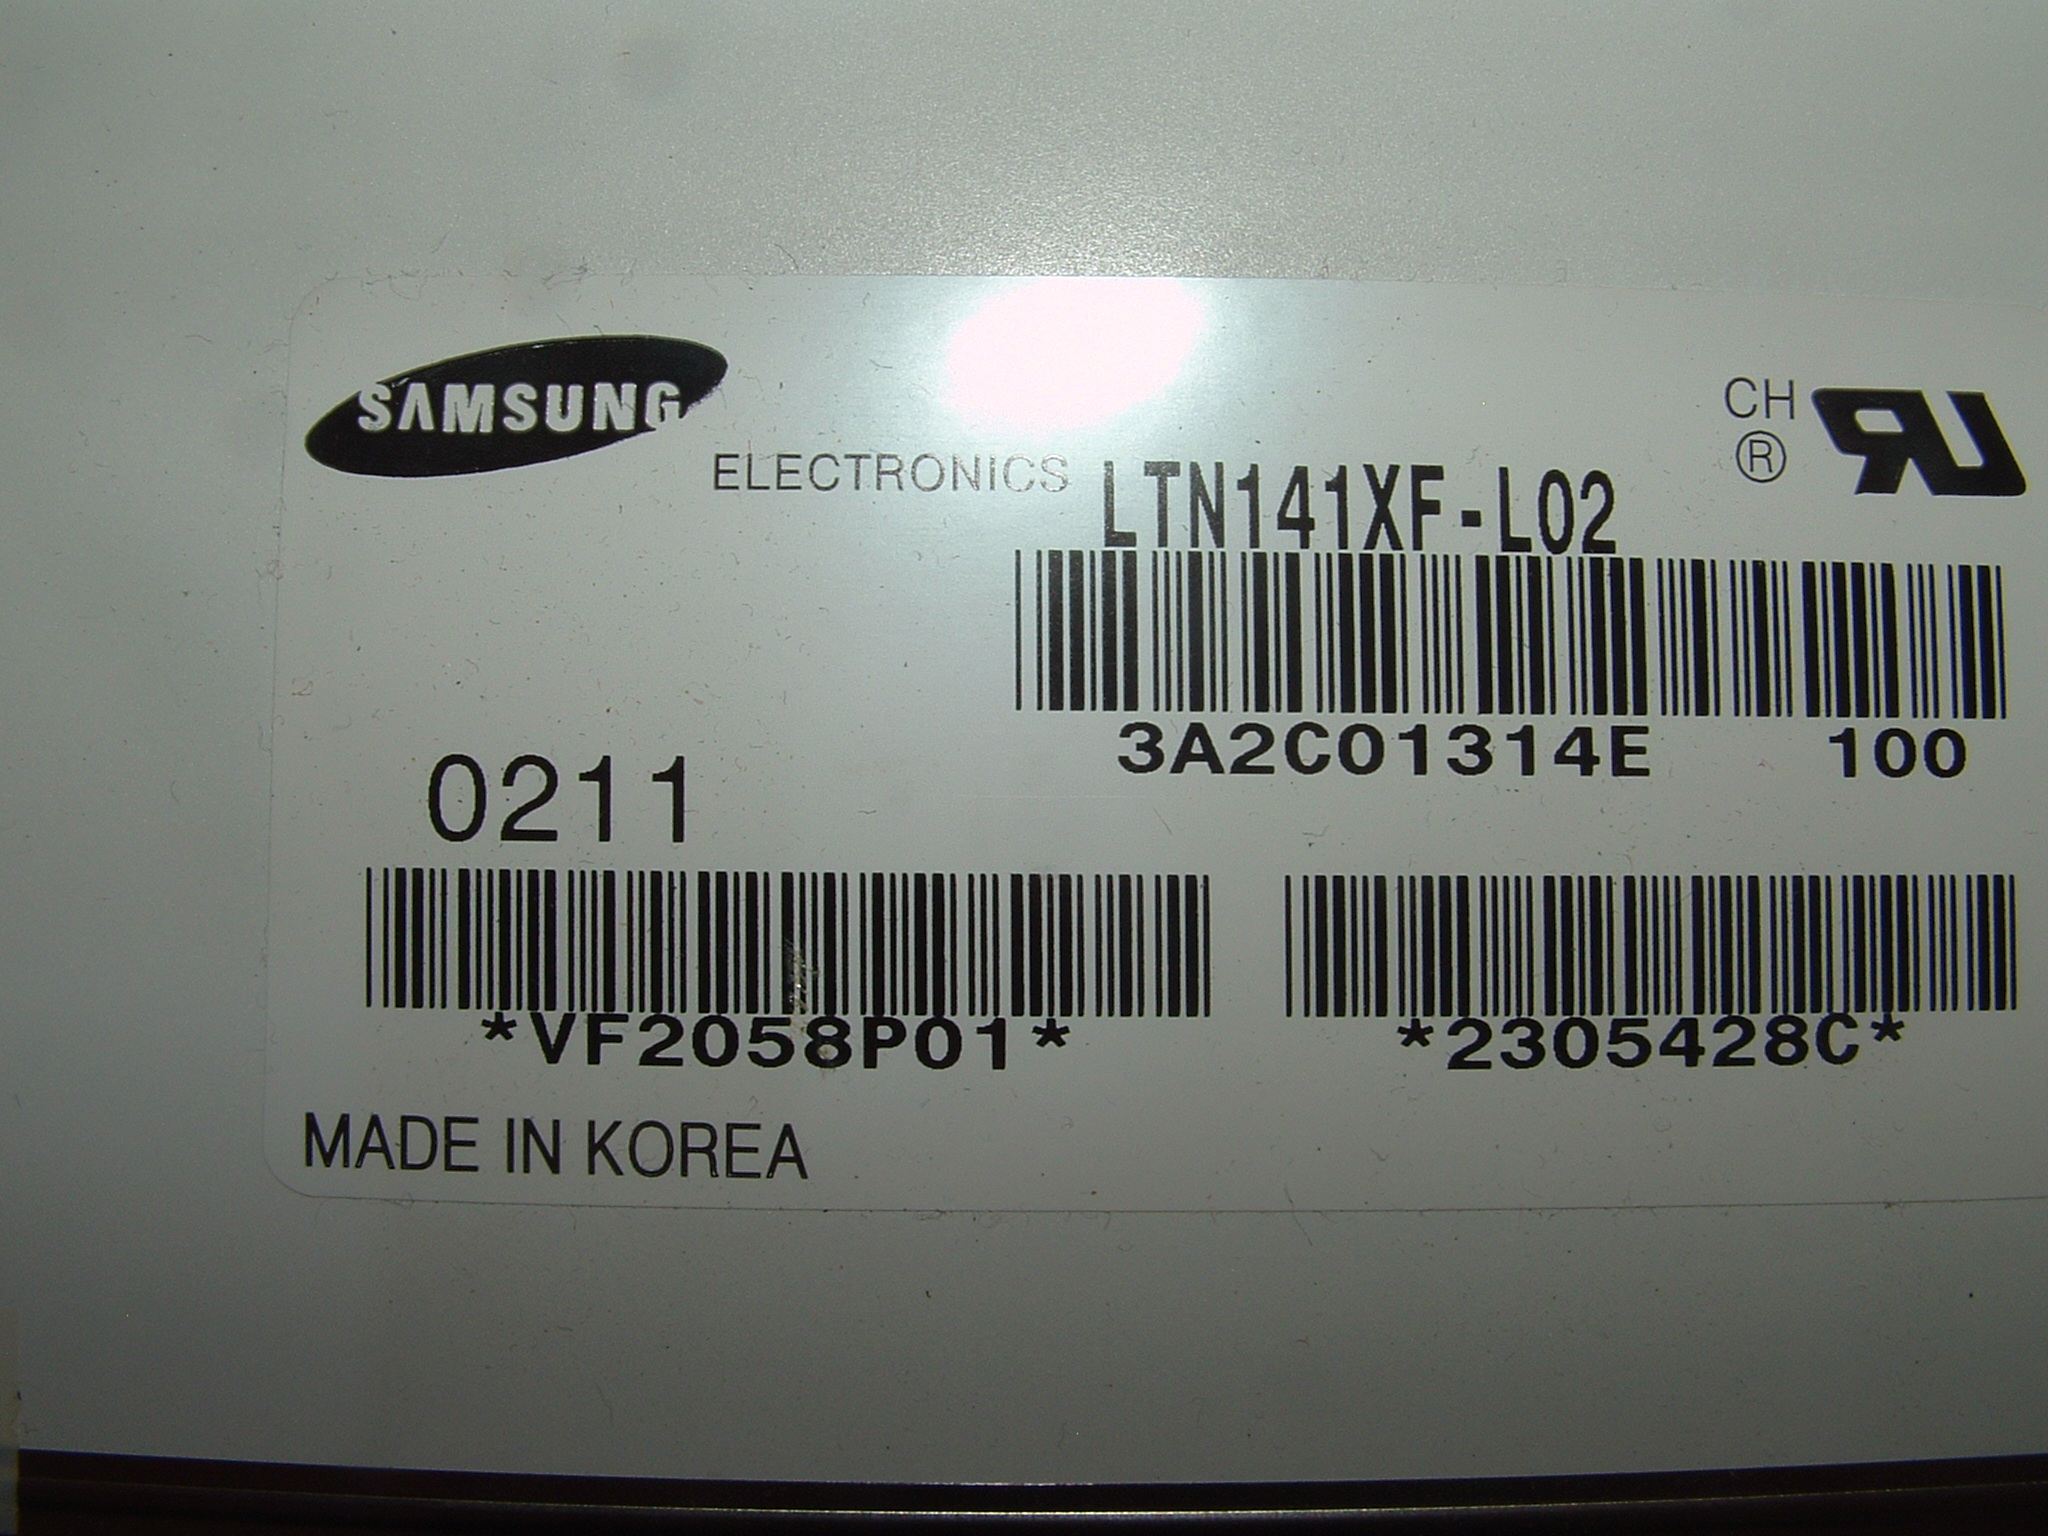 SAMSUNG
ELECTRONICS
LTN141XF-L02
CH
®
3A2C01314E 100
0211
*VF2058P01*
*2305428C*
MADE IN KOREA